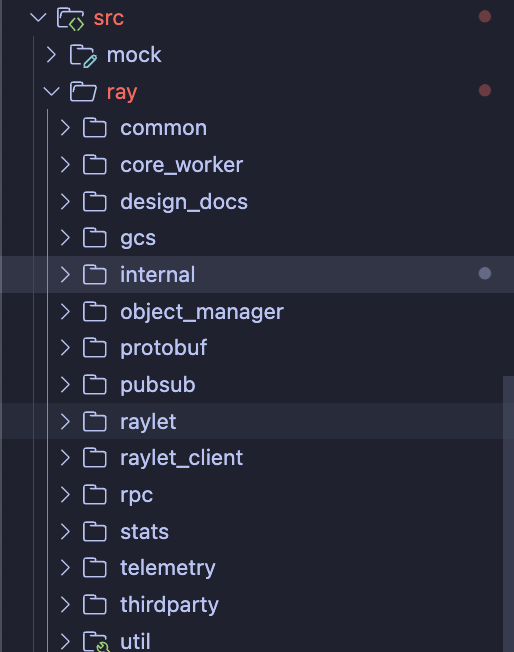 src
mock
ray
common
core_worker
design_docs
gcs
internal
object_manager
protobuf
pubsub
raylet
raylet_client
rpc
stats
telemetry
thirdparty
util